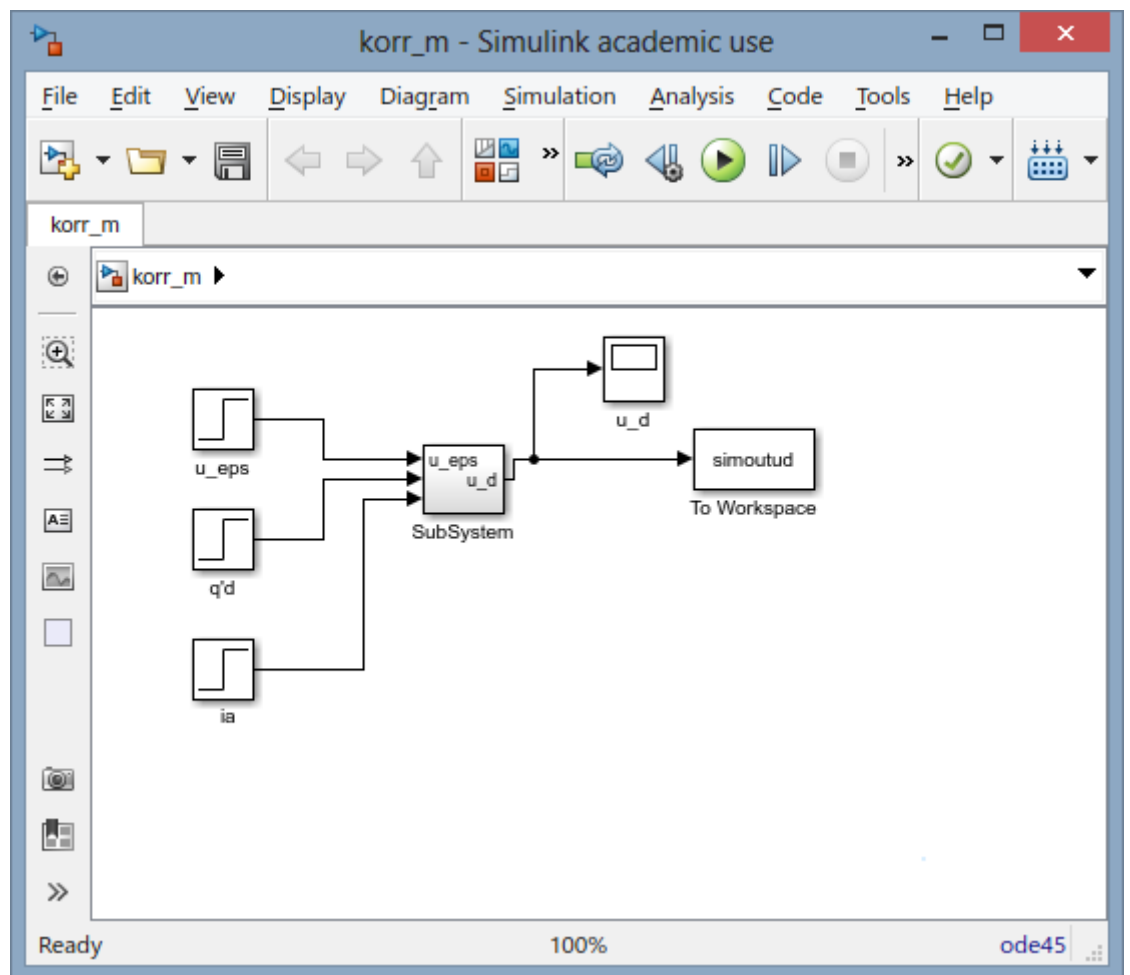 korr_m - Simulink academic use
File Edit View Display Diagram Simulation Analysis Code Tools Help
korr_m
korr_m
u_d
u_eps
u_eps
u_d
simoutud
To Workspace
SubSystem
q'd
ia
Ready 100% ode45